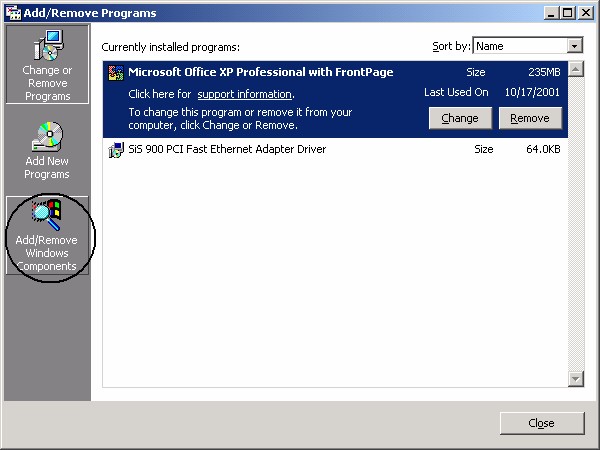 Add/Remove Programs
Change or
Remove
Programs
Add New
Programs
Add/Remove
Windows
Components
Currently installed programs:
Sort by: Name
Microsoft Office XP Professional with FrontPage Size 235MB
Click here for support information. Last Used On 10/17/2001
To change this program or remove it from your
computer, click Change or Remove.
Change Remove
SiS 900 PCI Fast Ethernet Adapter Driver Size 64.0KB
Close